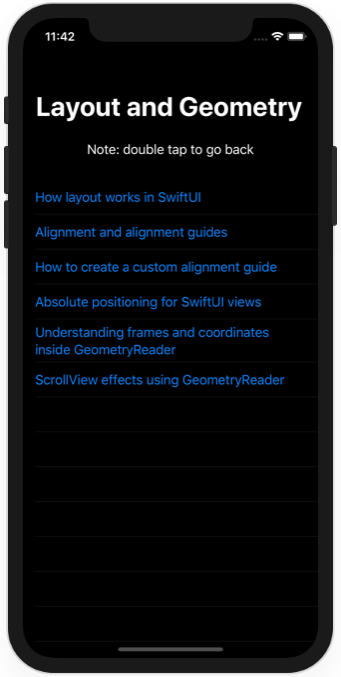 11:42
Layout and Geometry
Note: double tap to go back
How layout works in SwiftUI
Alignment and alignment guides
How to create a custom alignment guide
Absolute positioning for SwiftUI views
Understanding frames and coordinates
inside GeometryReader
ScrollView effects using GeometryReader